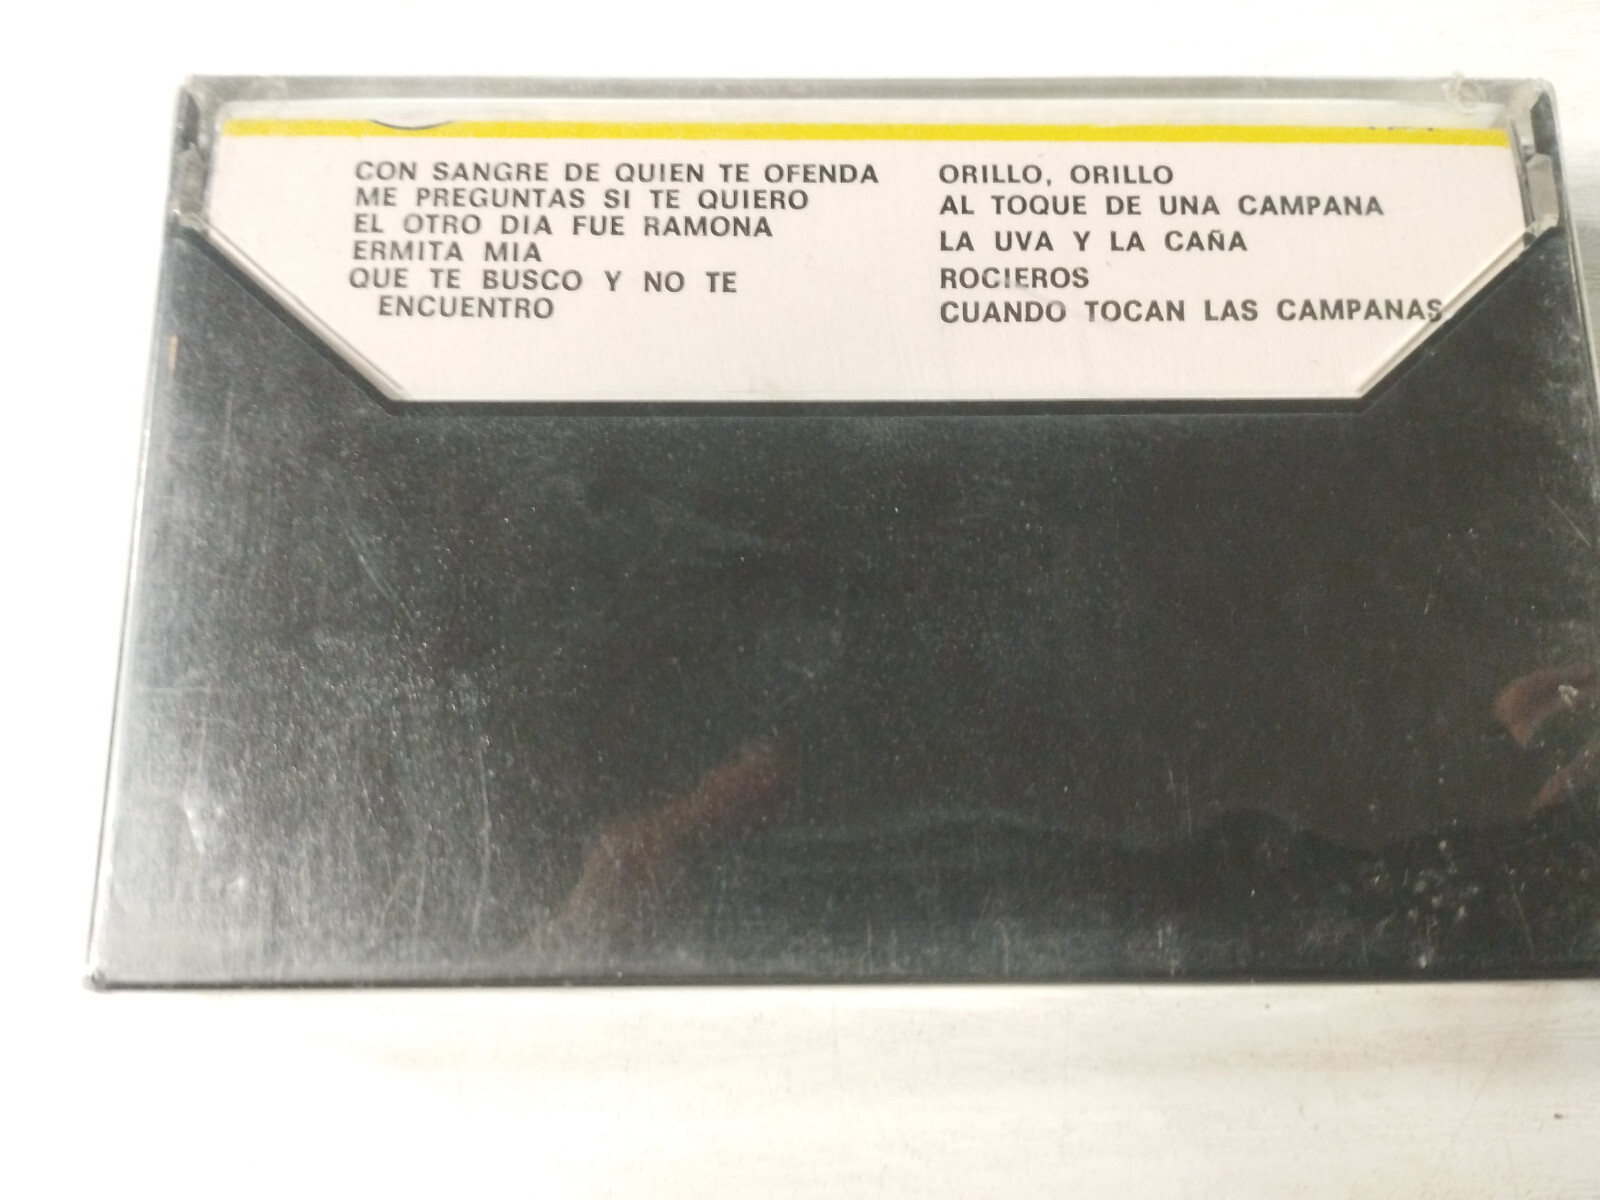 CON SANGRE DE QUIEN TE OFENDA
ME PREGUNTAS SI TE QUIERO
EL OTRO DIA FUE RAMONA
ERMITA MIA
QUE TE BUSCO Y NO TE
ENCUENTRO
ORILLO, ORILLO
AL TOQUE DE UNA CAMPANA
LA UVA Y LA CAÑA
ROCIEROS
CUANDO TOCAN LAS CAMPANAS